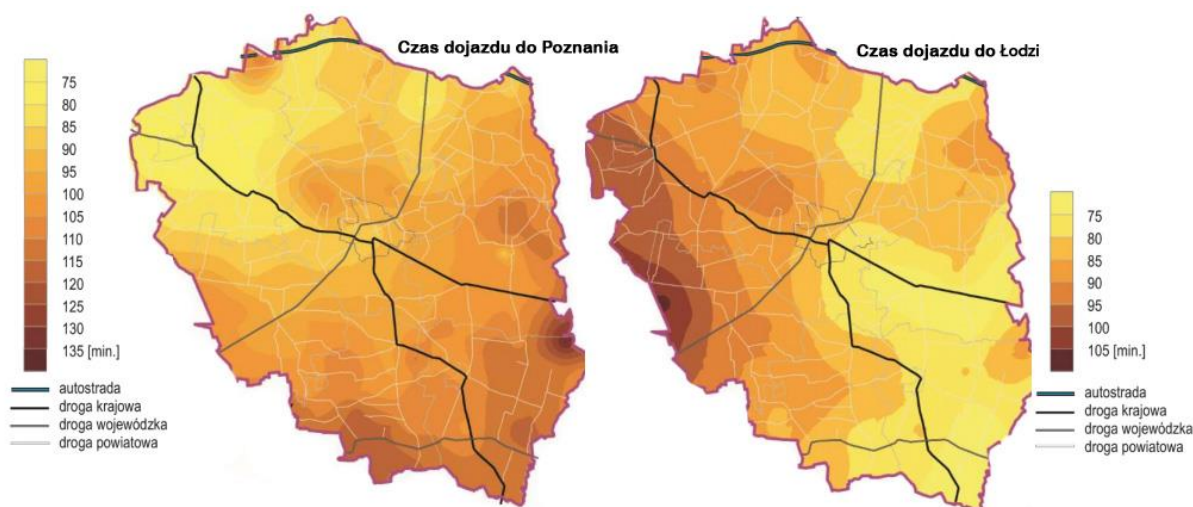 Czas dojazdu do Poznania
75
80
85
90
95
100
105
110
115
120
125
130
135 [min.]
autostrada
droga krajowa
droga wojewódzka
droga powiatowa
Czas dojazdu do Łodzi
75
80
85
90
95
100
105 [min.]
autostrada
droga krajowa
droga wojewódzka
droga powiatowa